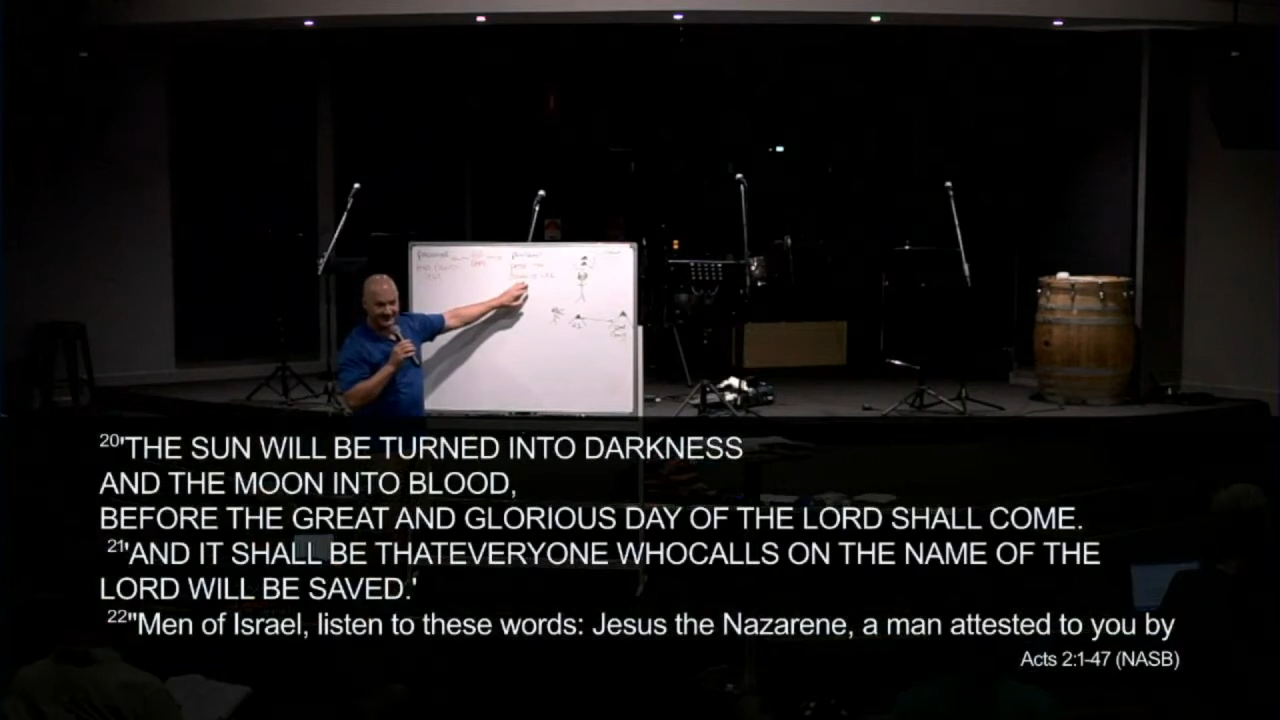 20'THE SUN WILL BE TURNED INTO DARKNESS
AND THE MOON INTO BLOOD,
BEFORE THE GREAT AND GLORIOUS DAY OF THE LORD SHALL COME.
21'AND IT SHALL BE THATEVERYONE WHOCALLS ON THE NAME OF THE
LORD WILL BE SAVED.'
22"Men of Israel, listen to these words: Jesus the Nazarene, a man attested to you by
Acts 2:1-47 (NASB)